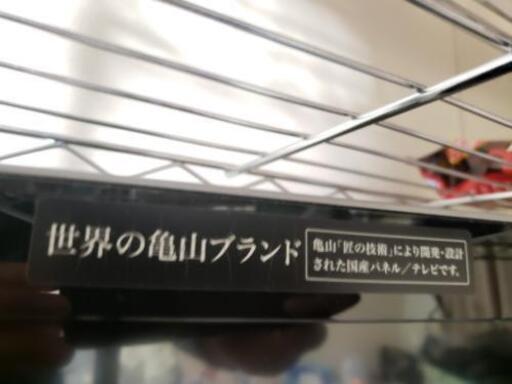 世界の亀山ブランド
亀山「匠の技術」により開発・設計
された国産パネル／テレビです。